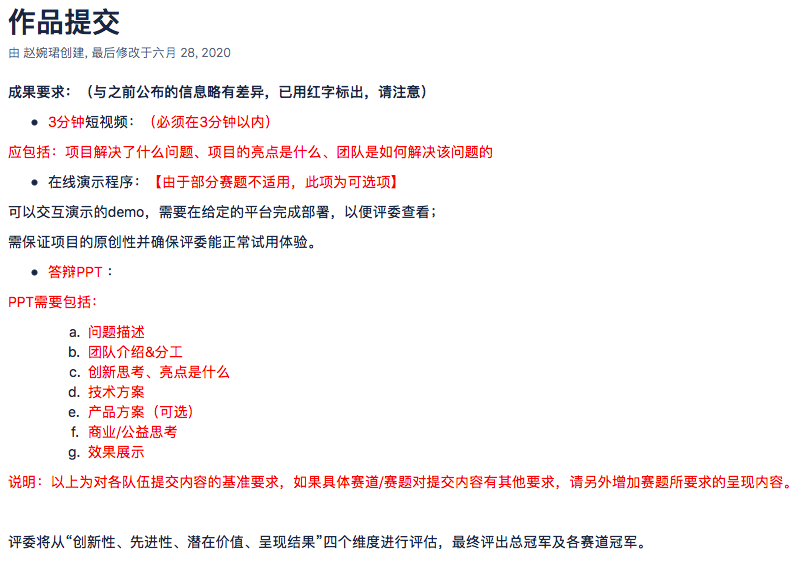 作品提交
由 赵婉珺创建, 最后修改于六月 28, 2020
成果要求：（与之前公布的信息略有差异，已用红字标出，请注意）
• 3分钟短视频：（必须在3分钟以内）
应包括：项目解决了什么问题、项目的亮点是什么、团队是如何解决该问题的
• 在线演示程序：【由于部分赛题不适用，此项为可选项】
可以交互演示的demo，需要在给定的平台完成部署，以便评委查看；
需保证项目的原创性并确保评委能正常试用体验。
• 答辩PPT：
PPT需要包括：
a. 问题描述
b. 团队介绍&分工
c. 创新思考、亮点是什么
d. 技术方案
e. 产品方案（可选）
f. 商业/公益思考
g. 效果展示
说明：以上为对各队伍提交内容的基准要求，如果具体赛道/赛题对提交内容有其他要求，请另外增加赛题所要求的呈现内容。
评委将从“创新性、先进性、潜在价值、呈现结果”四个维度进行评估，最终评出总冠军及各赛道冠军。